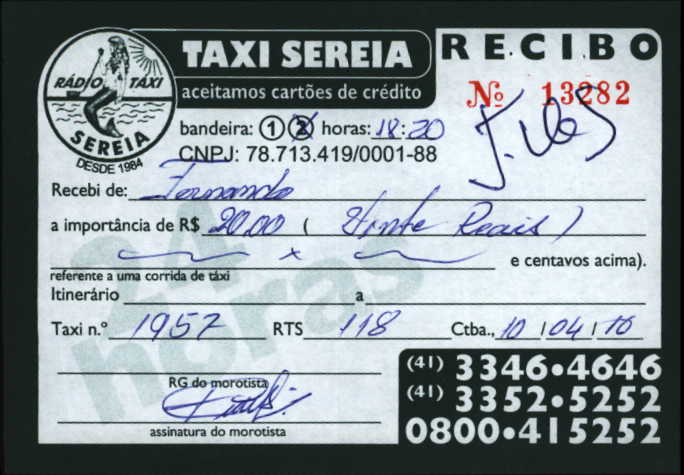 RÁDIO TAXI
SEREIA
DESDE 1984
TAXI SEREIA
aceitamos cartões de crédito
RECIBO
Nº 13282
bandeira: 1 2 horas: 18:20
CNPJ: 78.713.419/0001-88
Recebi de: Fernando
a importância de R$ 20,00 (Vinte Reais)
e centavos acima).
24 horas
referente a uma corrida de táxi
Itinerário a
Taxi n.º 1957 RTS 118 Ctba., 10/04/10
RG do morotista
assinatura do morotista
(41) 3346•4646
(41) 3352•5252
0800•415252